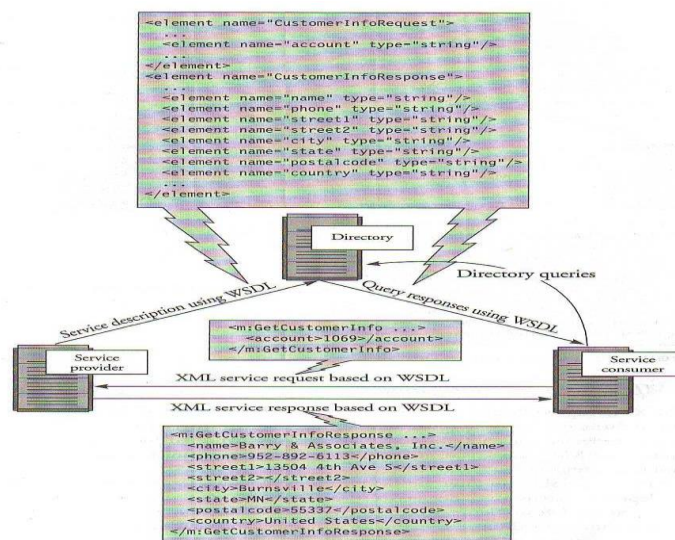 <element name="CustomerInfoRequest">
...
<element name="account" type="string"/>
...
</element>
<element name="CustomerInfoResponse">
...
<element name="name" type="string"/>
<element name="phone" type="string"/>
<element name="street1" type="string"/>
<element name="street2" type="string"/>
<element name="city" type="string"/>
<element name="state" type="string"/>
<element name="postalcode" type="string"/>
<element name="country" type="string"/>
...
</element>
Directory
Directory queries
Service description using WSDL
Query responses using WSDL
<m:GetCustomerInfo ...>
<account>1069</account>
</m:GetCustomerInfo>
Service
provider
Service
consumer
XML service request based on WSDL
XML service response based on WSDL
<m:GetCustomerInfoResponse ...>
<name>Barry & Associates, Inc.</name>
<phone>952-892-6113</phone>
<street1>13504 4th Ave S</street1>
<street2></street2>
<city>Burnsville</city>
<state>MN</state>
<postalcode>55337</postalcode>
<country>United States</country>
</m:GetCustomerInfoResponse>